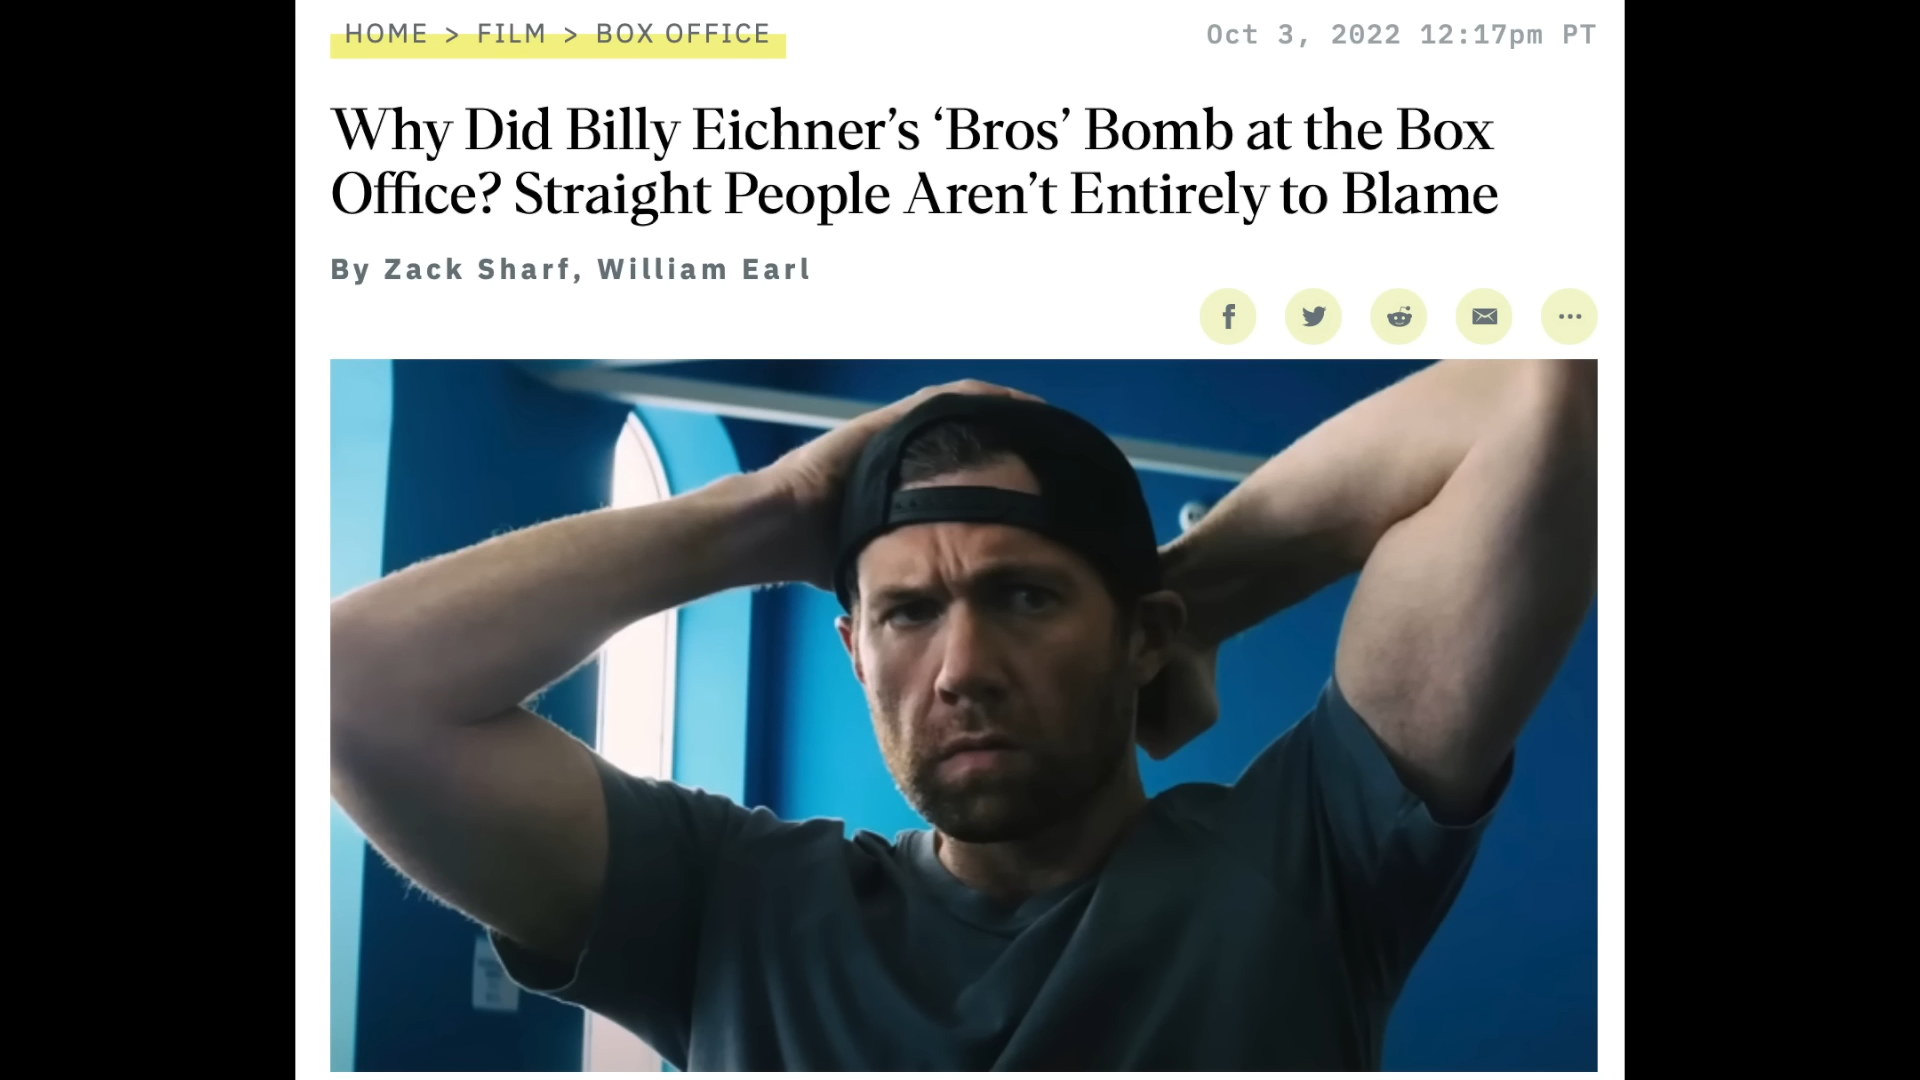 HOME > FILM > BOX OFFICE
Oct 3, 2022 12:17pm PT
Why Did Billy Eichner’s ‘Bros’ Bomb at the Box
Office? Straight People Aren’t Entirely to Blame
By Zack Sharf, William Earl